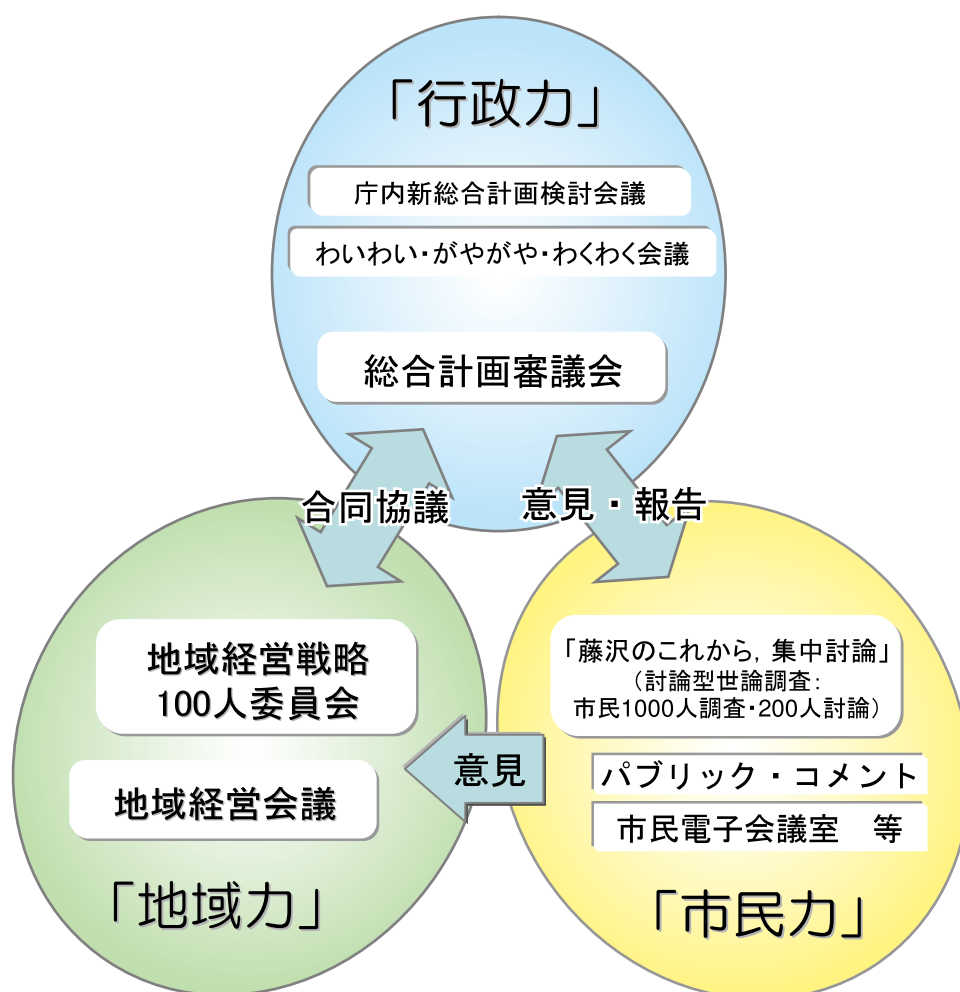 「行政力」
庁内新総合計画検討会議
わいわい・がやがや・わくわく会議
総合計画審議会
合同協議
意見・報告
地域経営戦略
100人委員会
地域経営会議
「地域力」
意見
「藤沢のこれから，集中討論」
（討論型世論調査：
市民1000人調査・200人討論）
パブリック・コメント
市民電子会議室　等
「市民力」